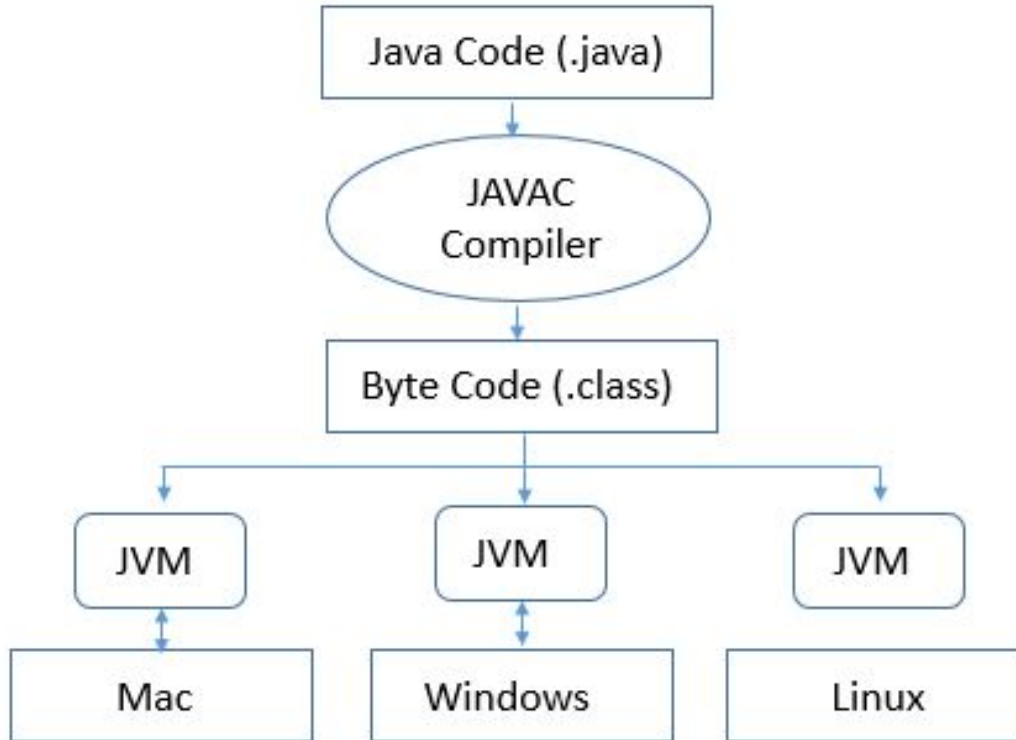 Java Code (.java)
JAVAC
Compiler
Byte Code (.class)
JVM
JVM
JVM
Mac
Windows
Linux